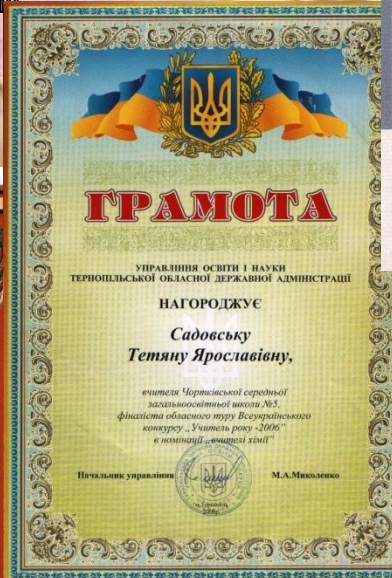 ГРАМОТА
УПРАВЛІННЯ ОСВІТИ І НАУКИ
ТЕРНОПІЛЬСЬКОЇ ОБЛАСНОЇ ДЕРЖАВНОЇ АДМІНІСТРАЦІЇ
НАГОРОДЖУЄ
Садовську
Тетяну Ярославівну,
вчителя Чортківської середньої
загальноосвітньої школи №5,
фіналіста обласного туру Всеукраїнського
конкурсу „Учитель року -2006”
в номінації „вчителі хімії”
Начальник управління М.А.Миколенко